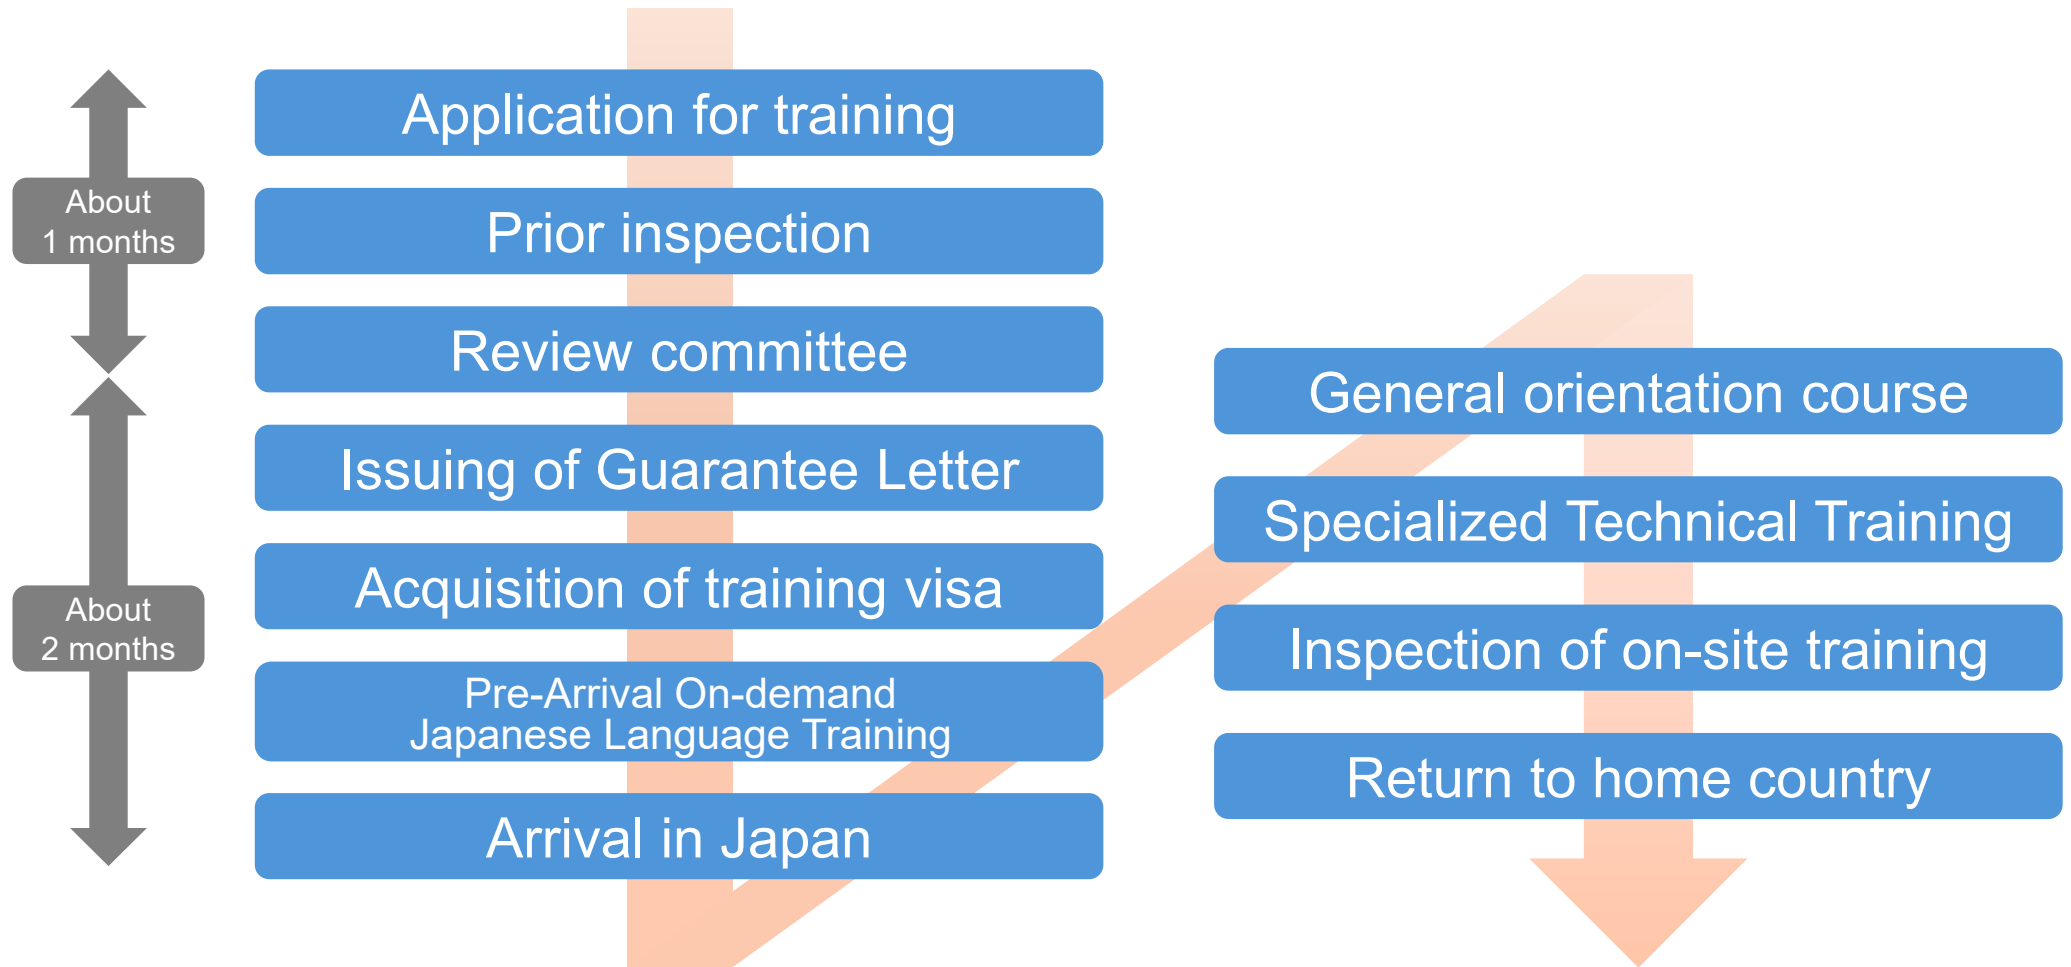 About
1 months
About
2 months
Application for training
Prior inspection
Review committee
Issuing of Guarantee Letter
Acquisition of training visa
Pre-Arrival On-demand
Japanese Language Training
Arrival in Japan
General orientation course
Specialized Technical Training
Inspection of on-site training
Return to home country